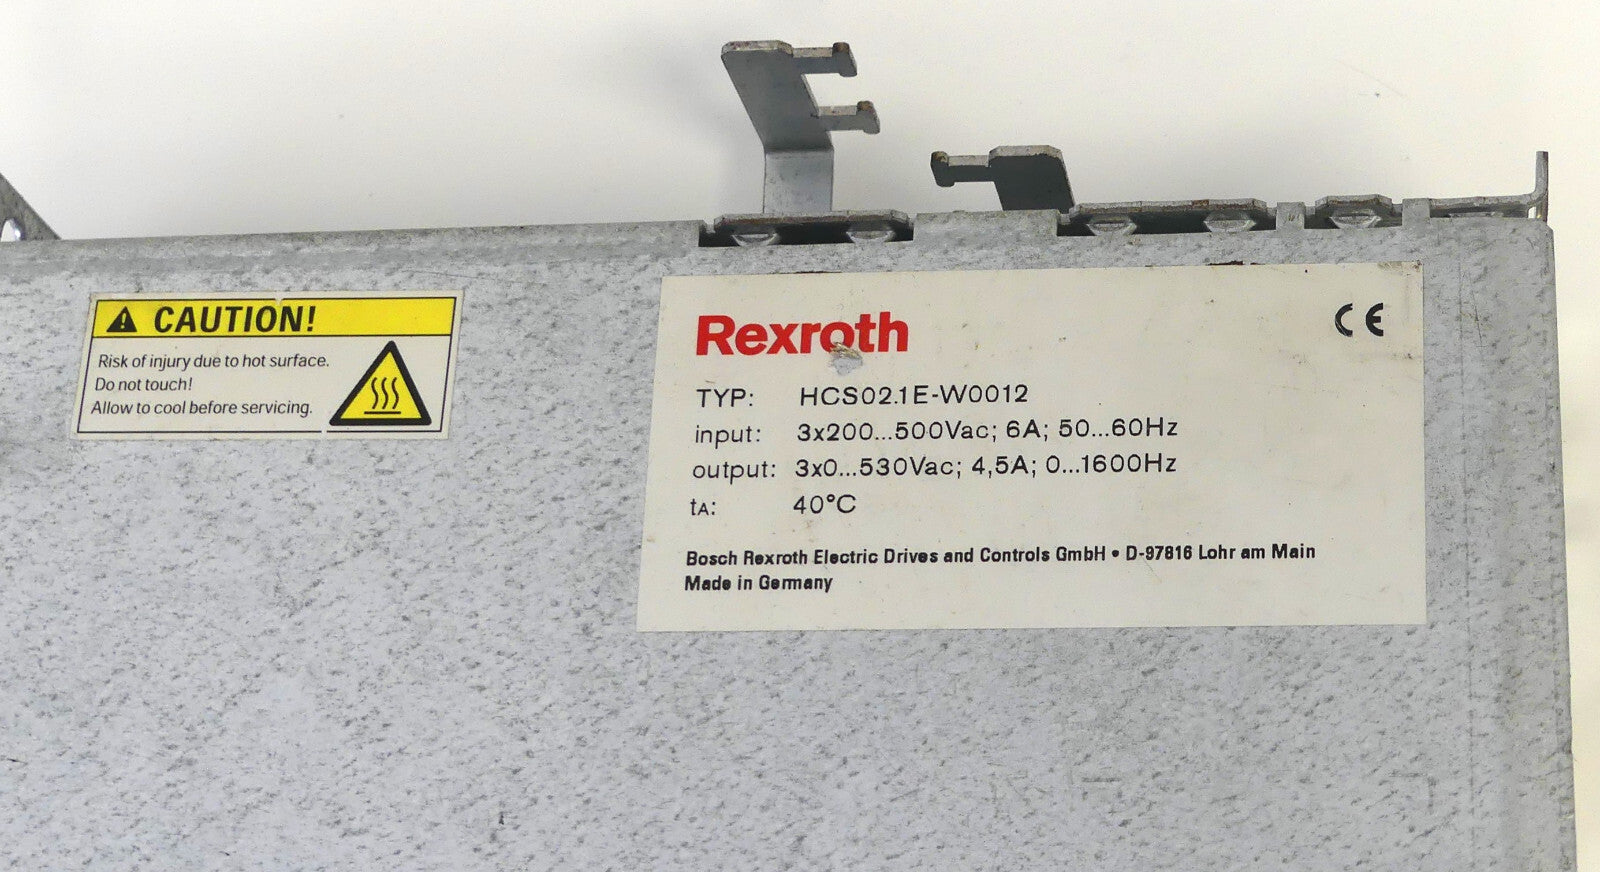 CAUTION!
Risk of injury due to hot surface.
Do not touch!
Allow to cool before servicing.
Rexroth
CE
TYP: HCS02.1E-W0012
input: 3x200...500Vac; 6A; 50...60Hz
output: 3x0...530Vac; 4,5A; 0...1600Hz
tA: 40°C
Bosch Rexroth Electric Drives and Controls GmbH • D-97816 Lohr am Main
Made in Germany